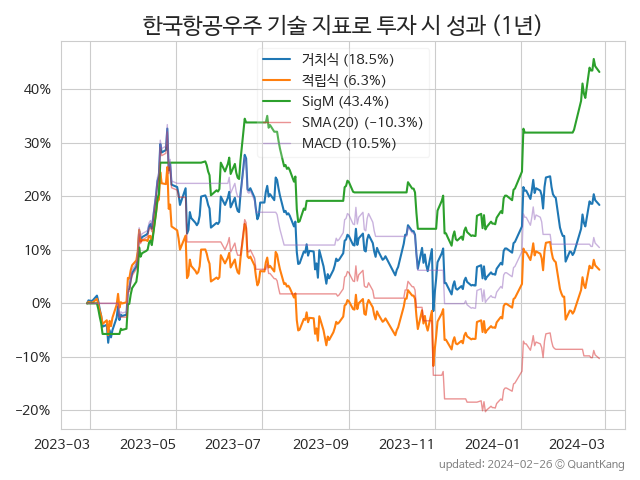 한국항공우주 기술 지표로 투자 시 성과 (1년)
거치식 (18.5%)
적립식 (6.3%)
SigM (43.4%)
SMA(20) (−10.3%)
MACD (10.5%)
40%
30%
20%
10%
0%
−10%
−20%
2023-03 2023-05 2023-07 2023-09 2023-11 2024-01 2024-03
updated: 2024-02-26 © QuantKang